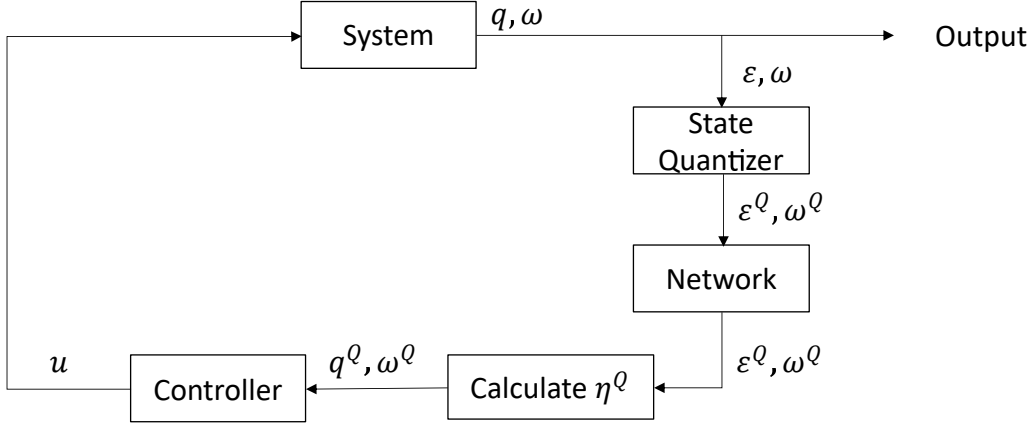 System
q, ω
Output
ε, ω
State
Quantizer
ε^Q, ω^Q
Network
ε^Q, ω^Q
Calculate η^Q
q^Q, ω^Q
Controller
u